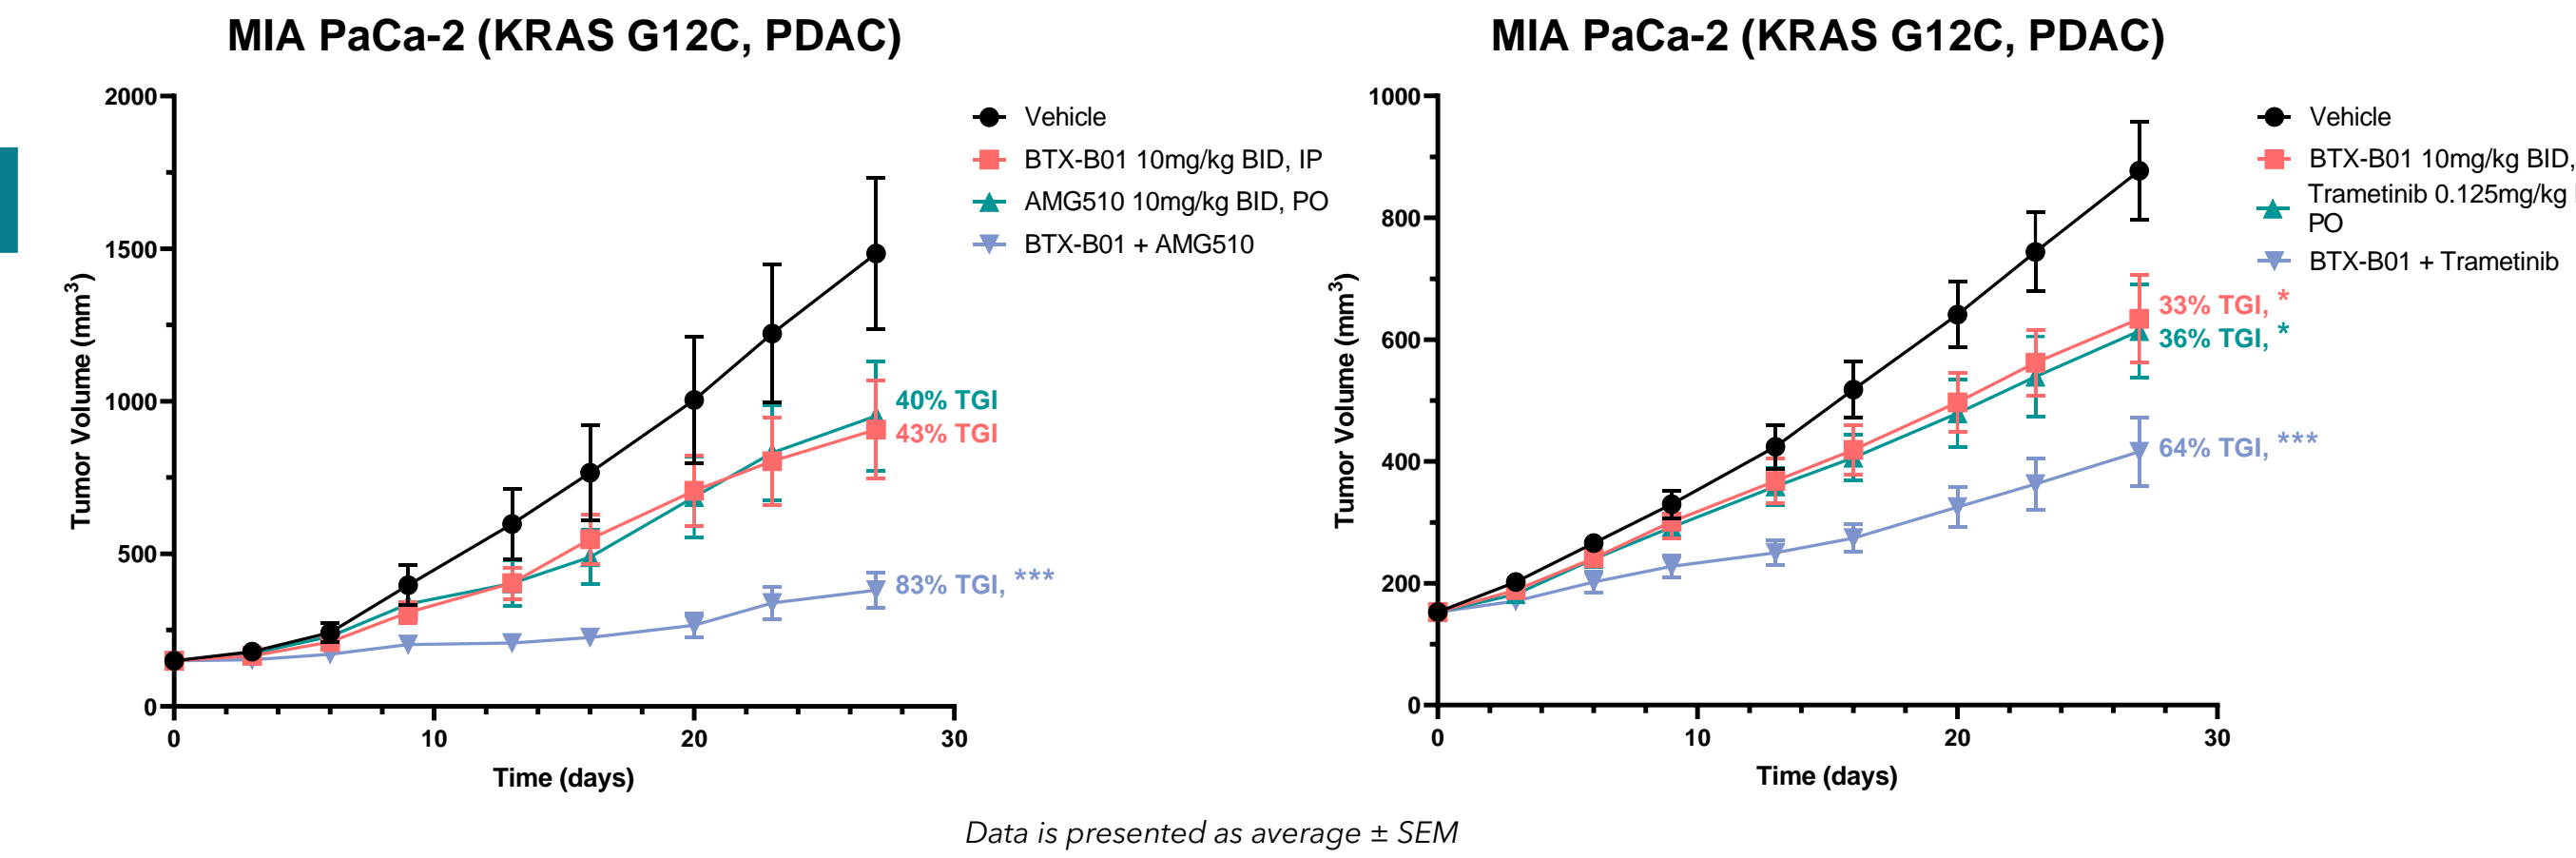 MIA PaCa-2 (KRAS G12C, PDAC)
2000
1500
1000
500
0
Tumor Volume (mm³)
0
10
20
30
Time (days)
Vehicle
BTX-B01 10mg/kg BID, IP
AMG510 10mg/kg BID, PO
BTX-B01 + AMG510
40% TGI
43% TGI
83% TGI, ***
MIA PaCa-2 (KRAS G12C, PDAC)
1000
800
600
400
200
0
Tumor Volume (mm³)
0
10
20
30
Time (days)
Vehicle
BTX-B01 10mg/kg BID,
Trametinib 0.125mg/kg
PO
BTX-B01 + Trametinib
33% TGI, *
36% TGI, *
64% TGI, ***
Data is presented as average ± SEM